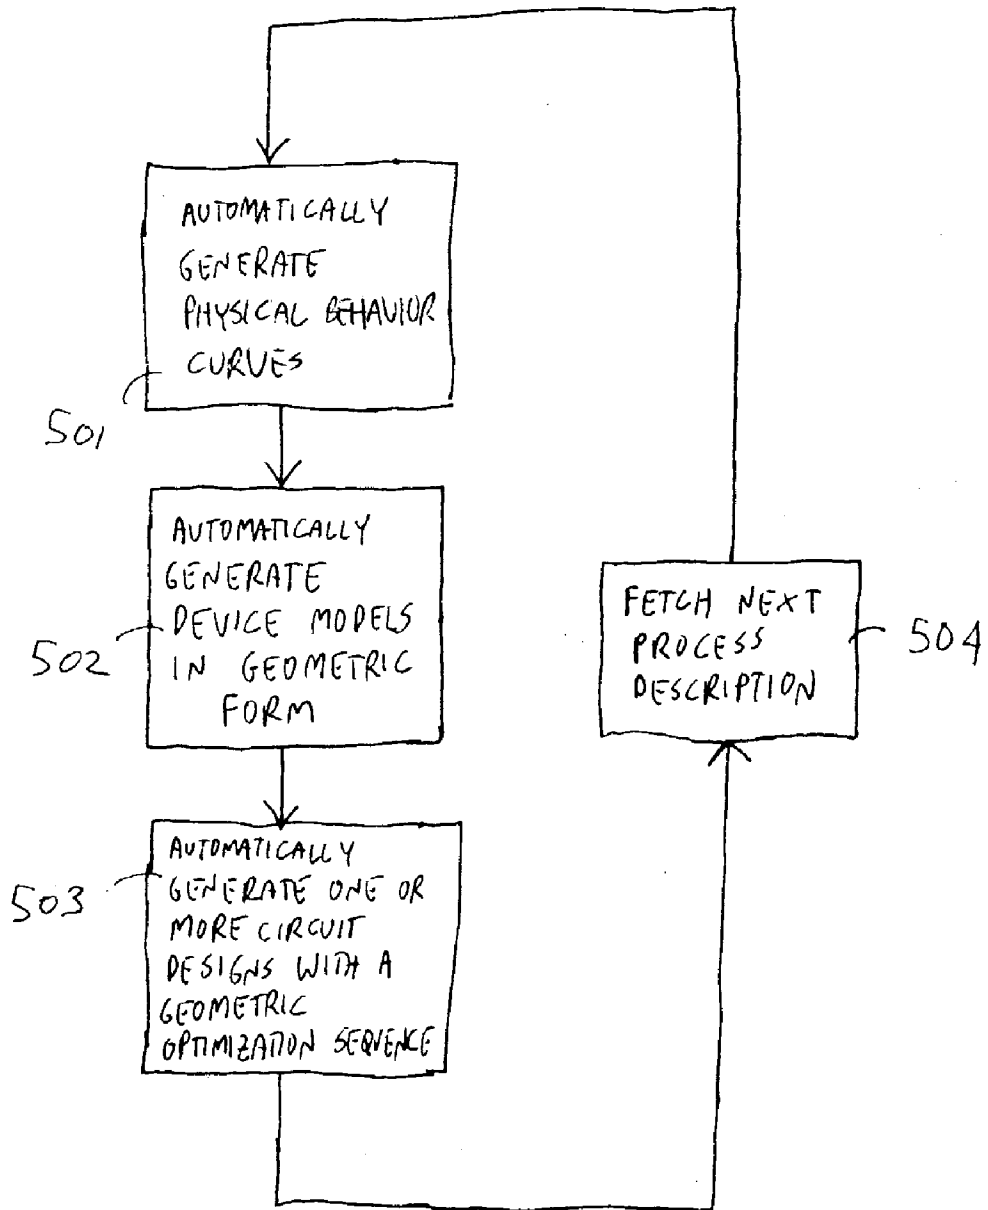 AUTOMATICALLY
GENERATE
PHYSICAL BEHAVIOR
CURVES
501
AUTOMATICALLY
GENERATE
DEVICE MODELS
IN GEOMETRIC
FORM
502
AUTOMATICALLY
GENERATE ONE OR
MORE CIRCUIT
DESIGNS WITH A
GEOMETRIC
OPTIMIZATION SEQUENCE
503
FETCH NEXT
PROCESS
DESCRIPTION
504